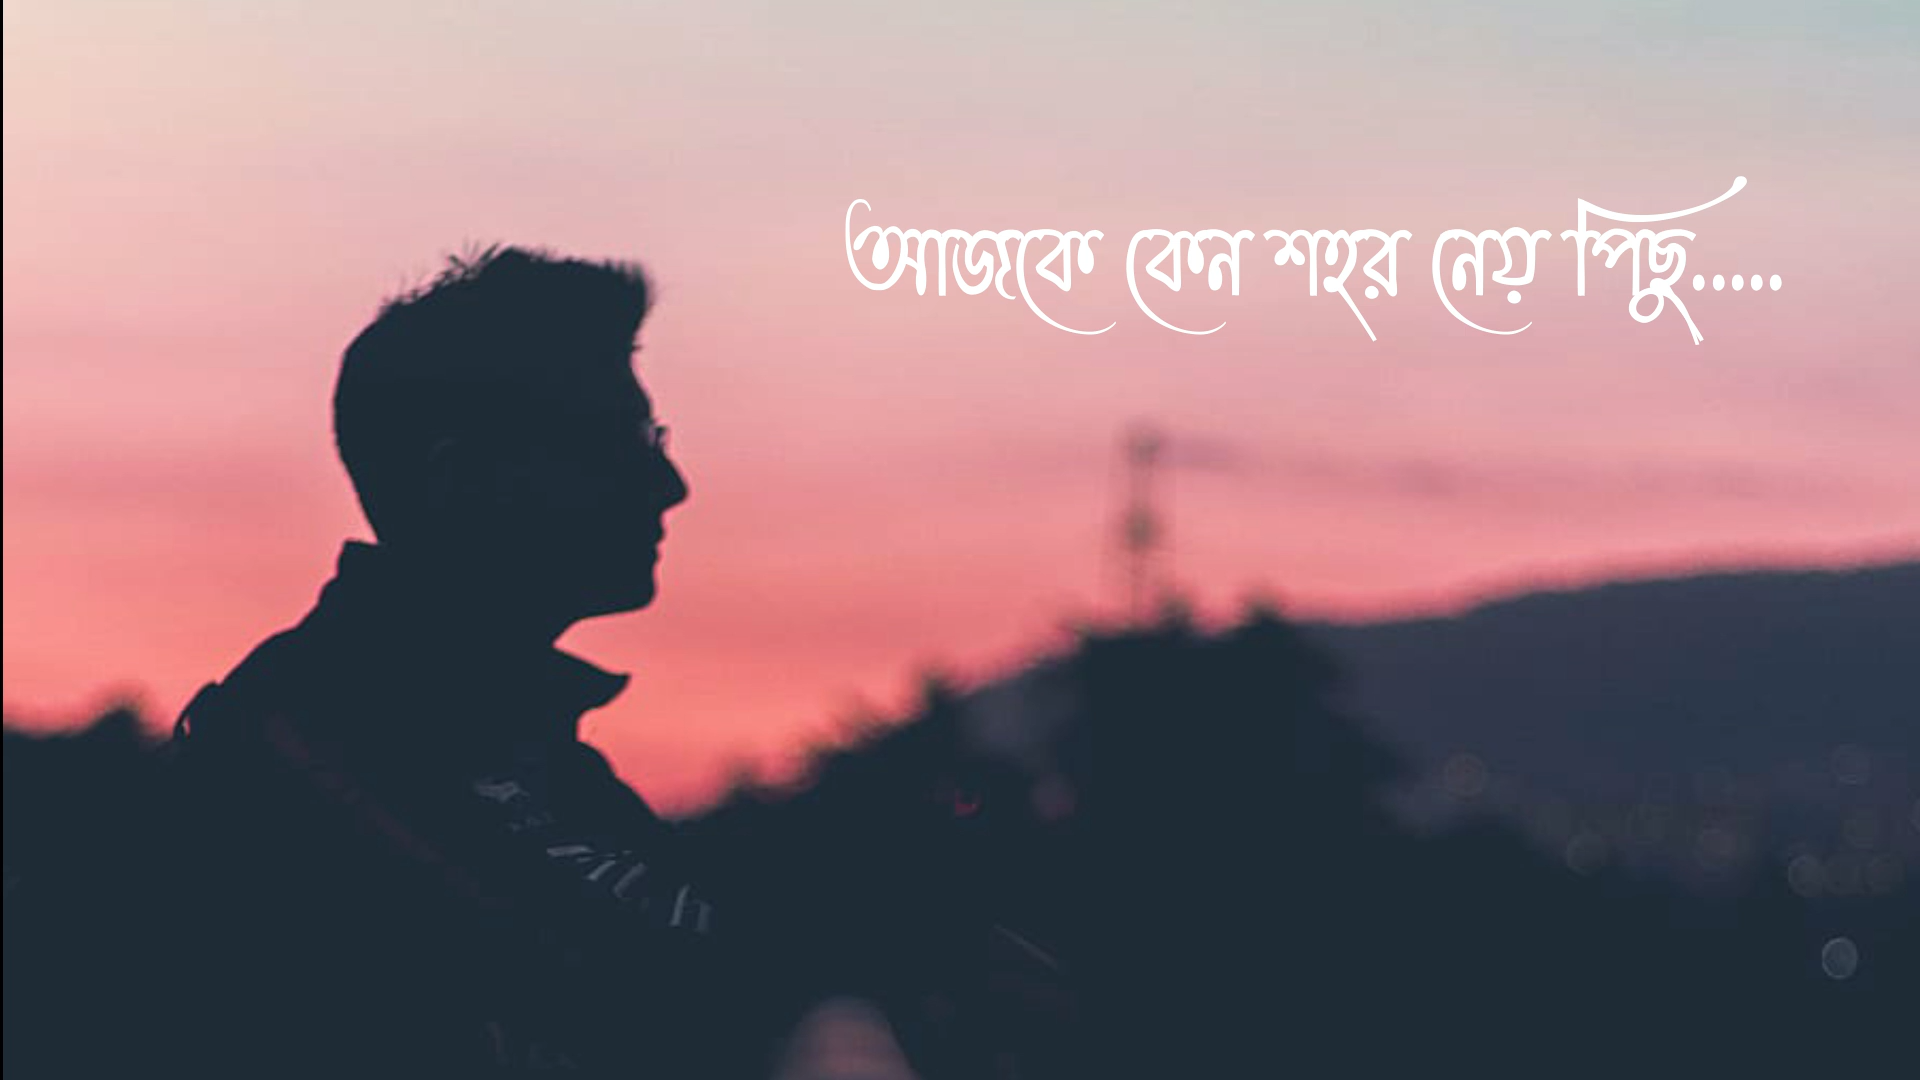 আজকে কেন শহর নেয় পিছু.....